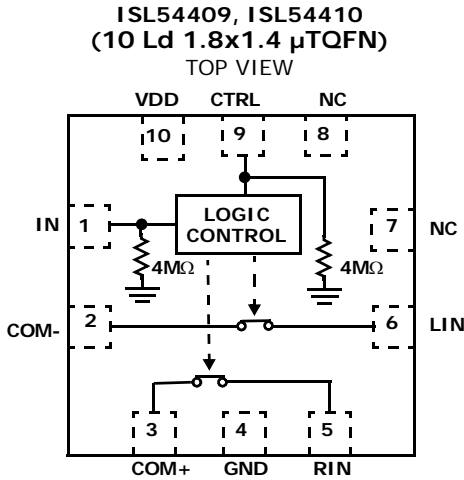 ISL54409, ISL54410
(10 Ld 1.8x1.4 µTQFN)
TOP VIEW
VDD CTRL NC
10 9 8
IN 1
LOGIC
CONTROL
7 NC
4MΩ 4MΩ
COM- 2
6 LIN
3 4 5
COM+ GND RIN